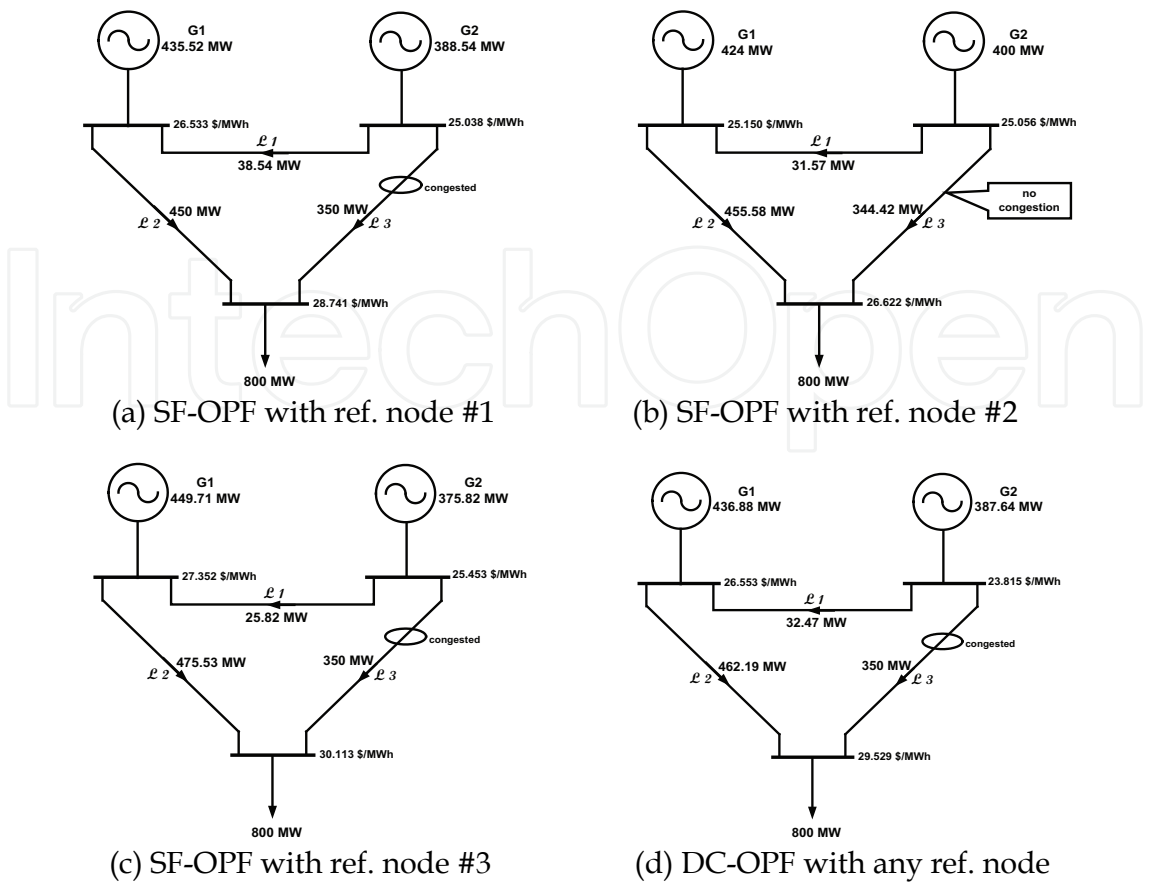 G1
435.52 MW
G2
388.54 MW
26.533 $/MWh
25.038 $/MWh
ℒ 1
38.54 MW
congested
450 MW
350 MW
ℒ 2
ℒ 3
28.741 $/MWh
800 MW
(a) SF-OPF with ref. node #1
G1
424 MW
G2
400 MW
25.150 $/MWh
25.056 $/MWh
ℒ 1
31.57 MW
no
congestion
455.58 MW
344.42 MW
ℒ 2
ℒ 3
26.622 $/MWh
800 MW
(b) SF-OPF with ref. node #2
IntechOpen
G1
449.71 MW
G2
375.82 MW
27.352 $/MWh
25.453 $/MWh
ℒ 1
25.82 MW
congested
475.53 MW
350 MW
ℒ 2
ℒ 3
30.113 $/MWh
800 MW
(c) SF-OPF with ref. node #3
G1
436.88 MW
G2
387.64 MW
26.553 $/MWh
23.815 $/MWh
ℒ 1
32.47 MW
congested
462.19 MW
350 MW
ℒ 2
ℒ 3
29.529 $/MWh
800 MW
(d) DC-OPF with any ref. node